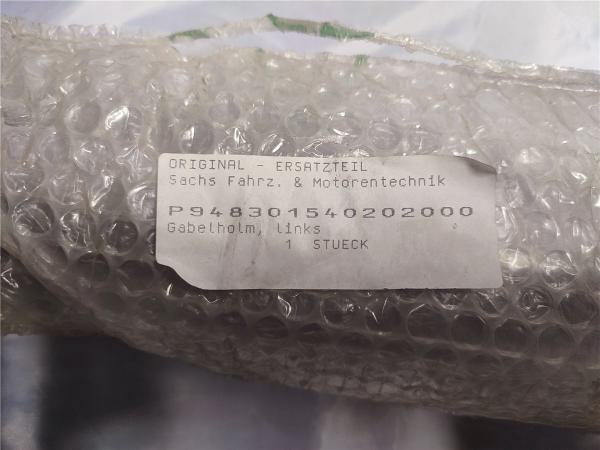 ORIGINAL - ERSATZTEIL
Sachs Fahrz. & Motorentechnik
P948301540202000
Gabelholm, links
1 STUECK